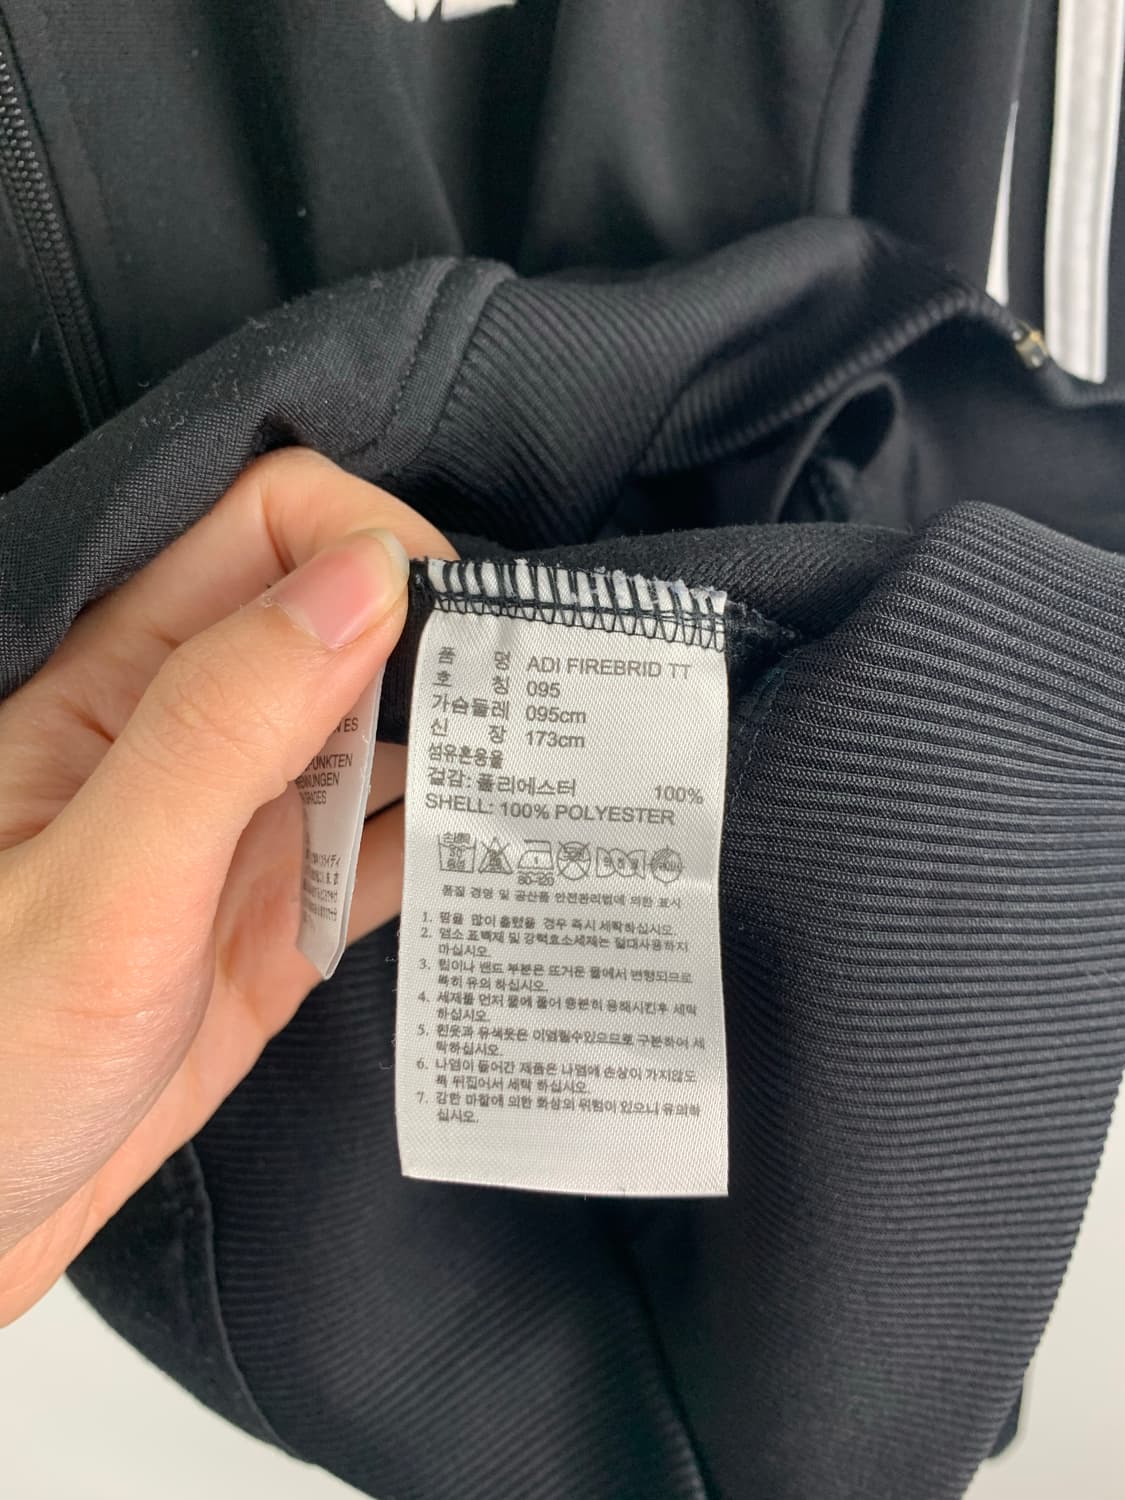 품 명 ADI FIREBRID TT
호 칭 095
가슴둘레 095cm
신 장 173cm
섬유혼용율
겉감: 폴리에스터 100%
SHELL: 100% POLYESTER
80-120
품질 경영 및 공산품 안전관리법에 의한 표시
1. 땀을 많이 흘렸을 경우 즉시 세탁하십시오.
2. 염소 표백제 및 강력효소세제는 절대사용하지
마십시오.
3. 립이나 밴드 부분은 뜨거운 물에서 변형되므로
특히 유의 하십시오.
4. 세제를 먼저 물에 풀어 충분히 용해시킨후 세탁
하십시오.
5. 흰옷과 유색옷은 이염될수있으므로 구분하여 세
탁하십시오.
6. 나염이 들어간 제품은 나염에 손상이 가지않도
록 뒤집어서 세탁 하십시오.
7. 강한 마찰에 의한 화상의 위험이 있으니 유의하
십시오.
UNKTEN